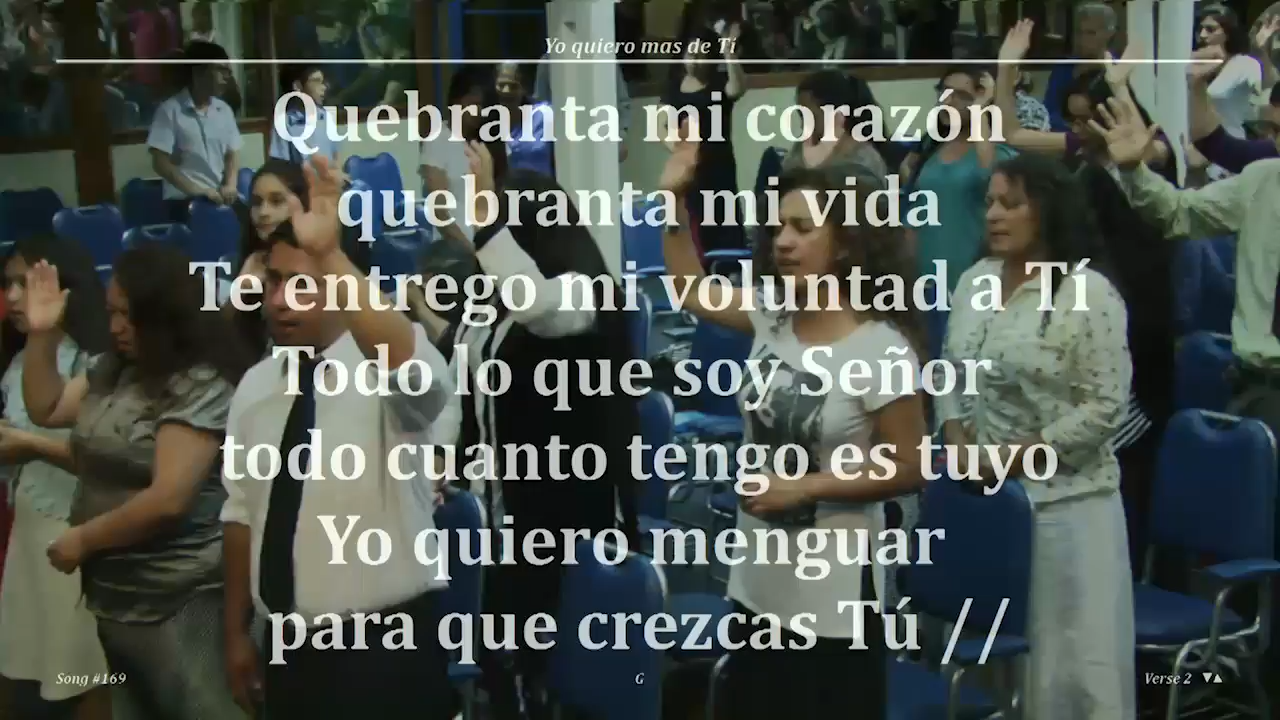 Yo quiero mas de Tí
Quebranta mi corazón
quebranta mi vida
Te entrego mi voluntad a Tí
Todo lo que soy Señor
todo cuanto tengo es tuyo
Yo quiero menguar
para que crezcas Tú //
Song #169
G
Verse 2 ▼▲